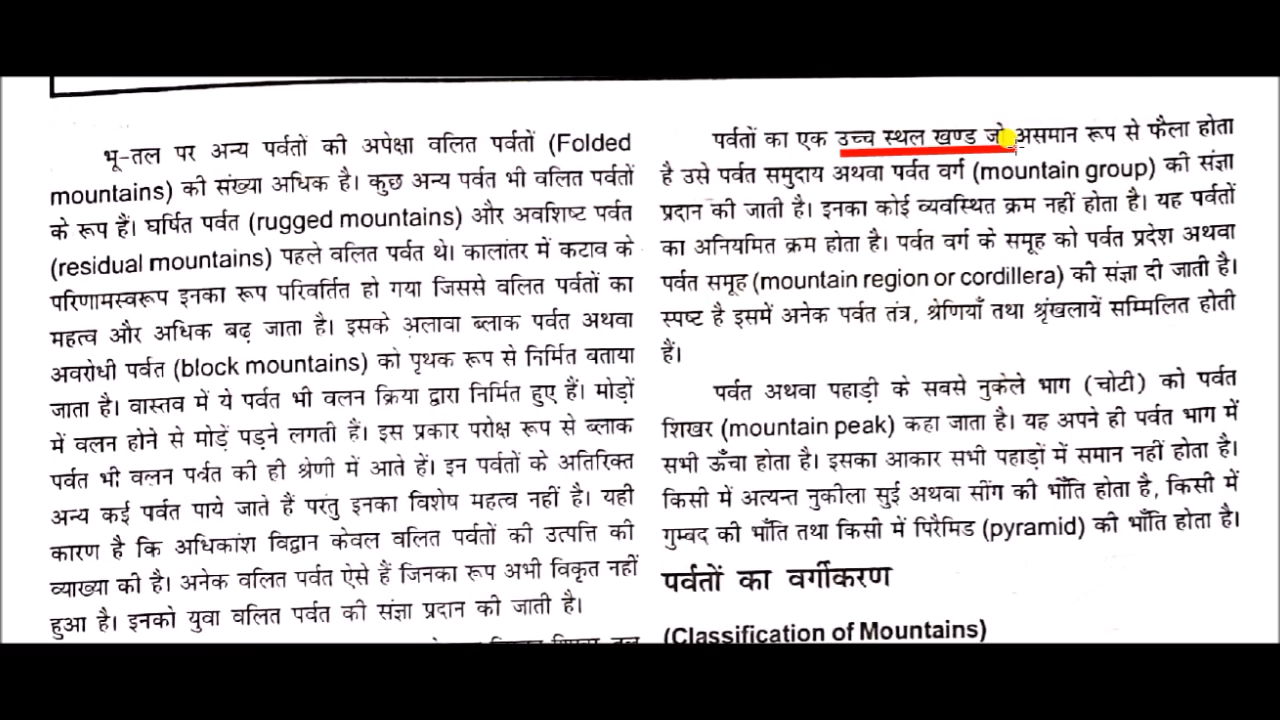 भू-तल पर अन्य पर्वतों की अपेक्षा वलित पर्वतों (Folded
mountains) की संख्या अधिक है। कुछ अन्य पर्वत भी वलित पर्वतों
के रूप हैं। घर्षित पर्वत (rugged mountains) और अवशिष्ट पर्वत
(residual mountains) पहले वलित पर्वत थे। कालांतर में कटाव के
परिणामस्वरूप इनका रूप परिवर्तित हो गया जिससे वलित पर्वतों का
महत्व और अधिक बढ़ जाता है। इसके अलावा ब्लाक पर्वत अथवा
अवरोधी पर्वत (block mountains) को पृथक रूप से निर्मित बताया
जाता है। वास्तव में ये पर्वत भी वलन क्रिया द्वारा निर्मित हुए हैं। मोड़ों
में वलन होने से मोड़ें पड़ने लगती हैं। इस प्रकार परोक्ष रूप से ब्लाक
पर्वत भी वलन पर्वत की ही श्रेणी में आते हें। इन पर्वतों के अतिरिक्त
अन्य कई पर्वत पाये जाते हैं परंतु इनका विशेष महत्व नहीं है। यही
कारण है कि अधिकांश विद्वान केवल वलित पर्वतों की उत्पत्ति की
व्याख्या की है। अनेक वलित पर्वत ऐसे हैं जिनका रूप अभी विकृत नहीं
हुआ है। इनको युवा वलित पर्वत की संज्ञा प्रदान की जाती है।
पर्वतों का एक उच्च स्थल खण्ड जो असमान रूप से फैला होता
है उसे पर्वत समुदाय अथवा पर्वत वर्ग (mountain group) की संज्ञा
प्रदान की जाती है। इनका कोई व्यवस्थित क्रम नहीं होता है। यह पर्वतों
का अनियमित क्रम होता है। पर्वत वर्ग के समूह को पर्वत प्रदेश अथवा
पर्वत समूह (mountain region or cordillera) की संज्ञा दी जाती है।
स्पष्ट है इसमें अनेक पर्वत तंत्र, श्रेणियाँ तथा श्रृंखलायें सम्मिलित होती
हैं।
पर्वत अथवा पहाड़ी के सबसे नुकेले भाग (चोटी) को पर्वत
शिखर (mountain peak) कहा जाता है। यह अपने ही पर्वत भाग में
सभी ऊँचा होता है। इसका आकार सभी पहाड़ों में समान नहीं होता है।
किसी में अत्यन्त नुकीला सुई अथवा सींग की भाँति होता है, किसी में
गुम्वद की भाँति तथा किसी में पिरैमिड (pyramid) की भाँति होता है।
पर्वतों का वर्गीकरण
(Classification of Mountains)